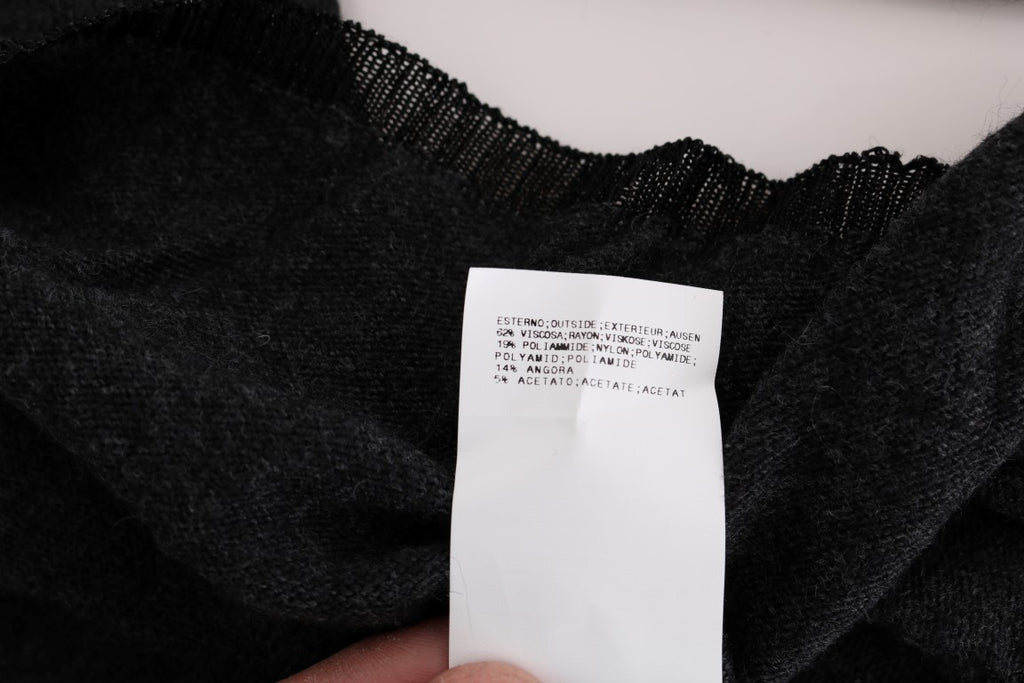 ESTERNO;OUTSIDE;EXTERIEUR;AUSEN
62% VISCOSA;RAYON;VISKOSE;VISCOSE
19% POLIAMMIDE;NYLON;POLYAMIDE;
POLYAMID;POLIAMIDE
14% ANGORA
5% ACETATO;ACETATE;ACETAT